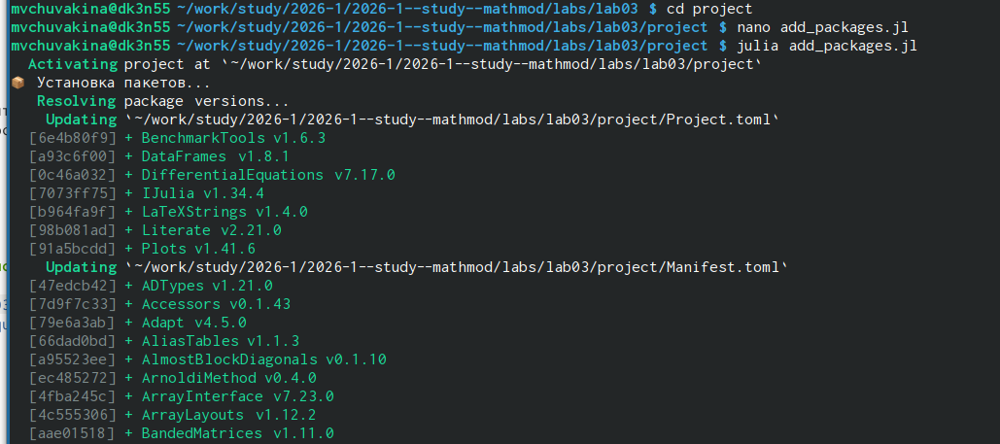 mvchuvakina@dk3n55 ~/work/study/2026-1/2026-1--study--mathmod/labs/lab03 $ cd project
mvchuvakina@dk3n55 ~/work/study/2026-1/2026-1--study--mathmod/labs/lab03/project $ nano add_packages.jl
mvchuvakina@dk3n55 ~/work/study/2026-1/2026-1--study--mathmod/labs/lab03/project $ julia add_packages.jl
Activating project at `~/work/study/2026-1/2026-1--study--mathmod/labs/lab03/project`
Установка пакетов...
Resolving package versions...
Updating `~/work/study/2026-1/2026-1--study--mathmod/labs/lab03/project/Project.toml`
[6e4b80f9] + BenchmarkTools v1.6.3
[a93c6f00] + DataFrames v1.8.1
[0c46a032] + DifferentialEquations v7.17.0
[7073ff75] + IJulia v1.34.4
[b964fa9f] + LaTeXStrings v1.4.0
[98b081ad] + Literate v2.21.0
[91a5bcdd] + Plots v1.41.6
Updating `~/work/study/2026-1/2026-1--study--mathmod/labs/lab03/project/Manifest.toml`
[47edcb42] + ADTypes v1.21.0
[7d9f7c33] + Accessors v0.1.43
[79e6a3ab] + Adapt v4.5.0
[66dad0bd] + AliasTables v1.1.3
[a95523ee] + AlmostBlockDiagonals v0.1.10
[ec485272] + ArnoldiMethod v0.4.0
[4fba245c] + ArrayInterface v7.23.0
[4c555306] + ArrayLayouts v1.12.2
[aae01518] + BandedMatrices v1.11.0